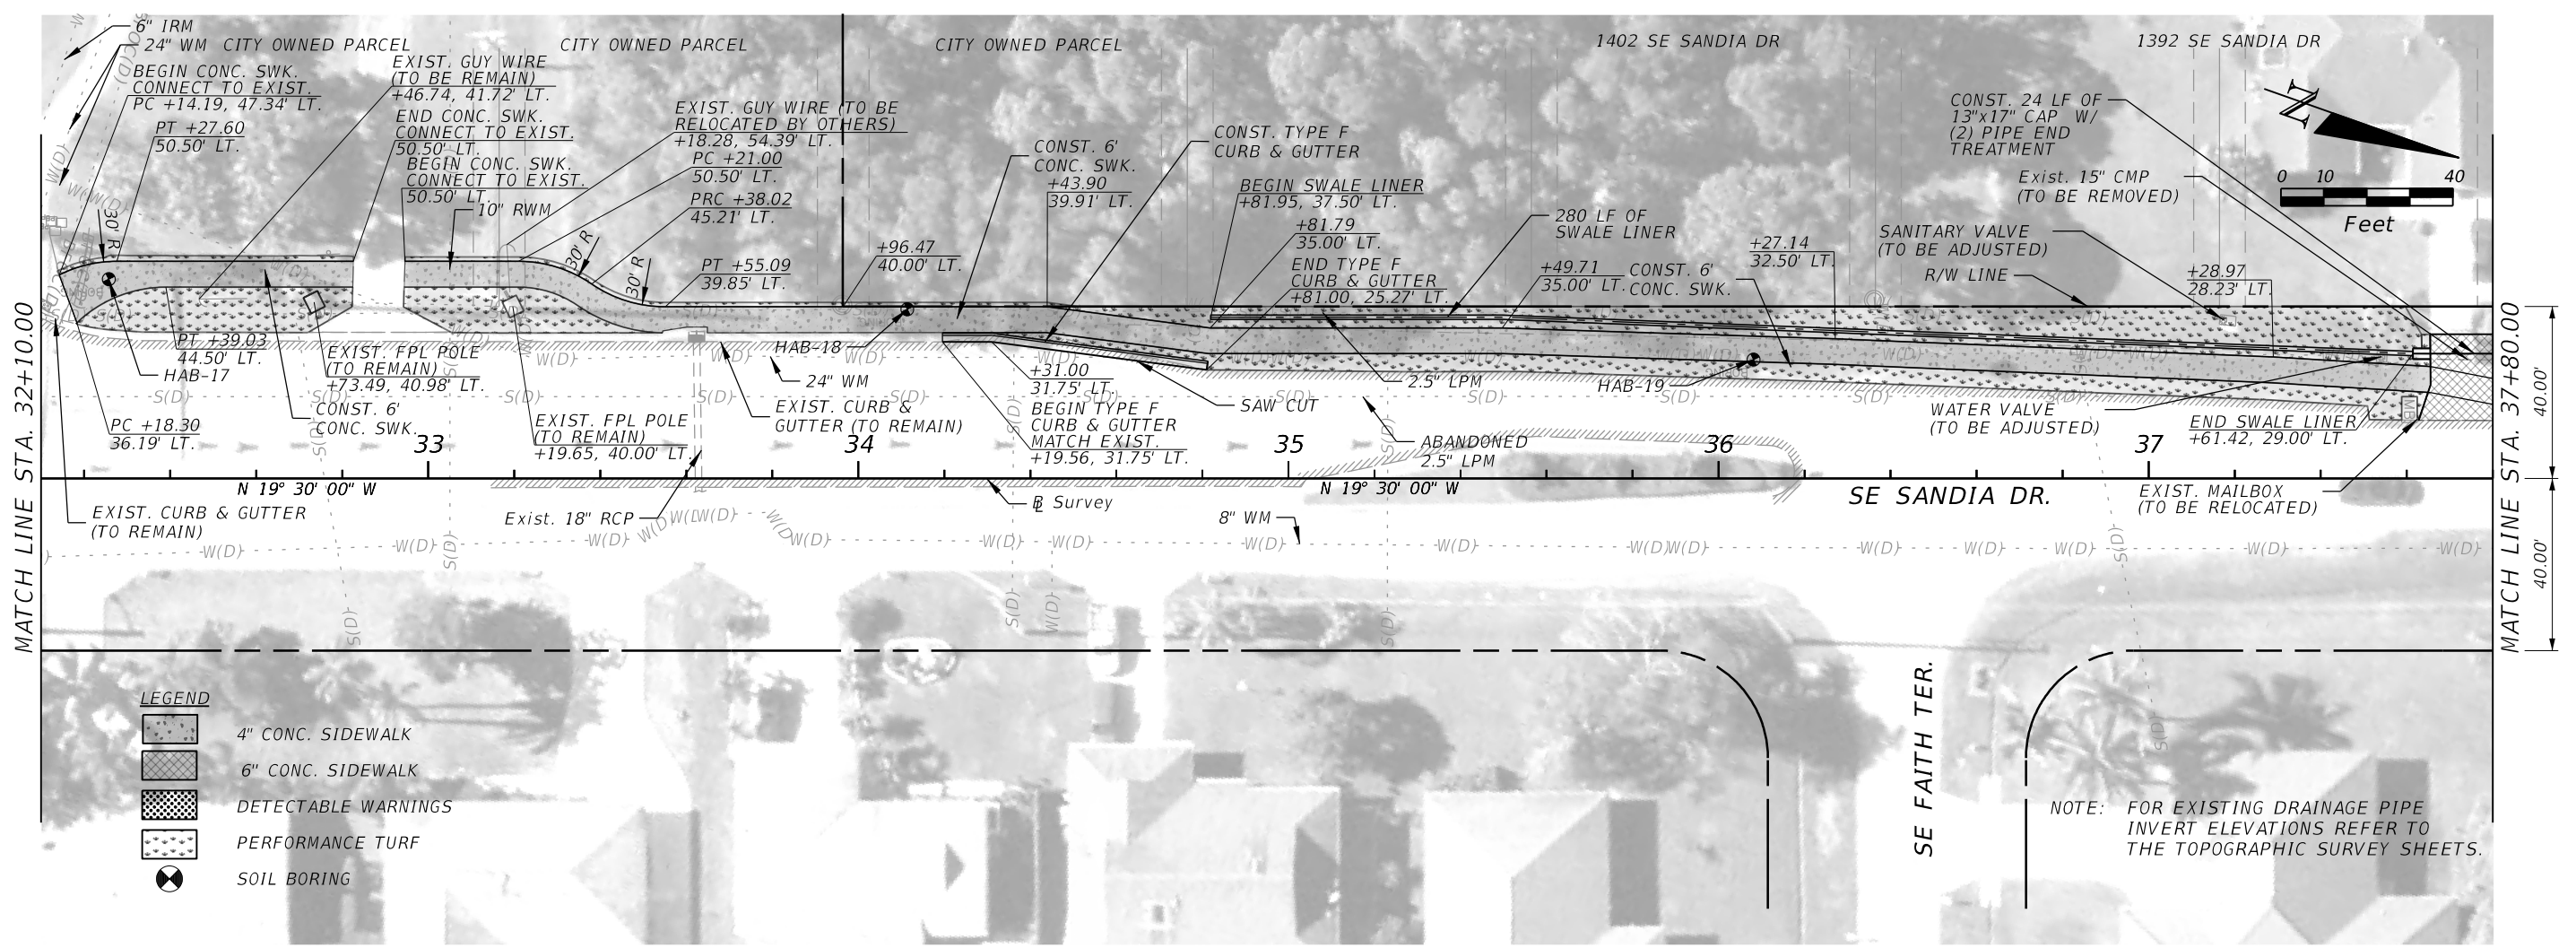 6" IRM
24" WM
CITY OWNED PARCEL
CITY OWNED PARCEL
CITY OWNED PARCEL
1402 SE SANDIA DR
1392 SE SANDIA DR
BEGIN CONC. SWK.
CONNECT TO EXIST.
PC +14.19, 47.34' LT.
PT +27.60
50.50' LT.
EXIST. GUY WIRE
(TO BE REMAIN)
+46.74, 41.72' LT.
END CONC. SWK.
CONNECT TO EXIST.
50.50' LT.
BEGIN CONC. SWK.
CONNECT TO EXIST.
50.50' LT.
10" RWM
EXIST. GUY WIRE (TO BE
RELOCATED BY OTHERS)
+18.28, 54.39' LT.
PC +21.00
50.50' LT.
PRC +38.02
45.21' LT.
PT +55.09
39.85' LT.
30' R
30' R
30' R
+96.47
40.00' LT.
CONST. 6'
CONC. SWK.
+43.90
39.91' LT.
CONST. TYPE F
CURB & GUTTER
BEGIN SWALE LINER
+81.95, 37.50' LT.
+81.79
35.00' LT.
END TYPE F
CURB & GUTTER
+81.00, 25.27' LT.
280 LF OF
SWALE LINER
+49.71
35.00' LT.
CONST. 6'
CONC. SWK.
+27.14
32.50' LT.
CONST. 24 LF OF
13"x17" CAP W/
(2) PIPE END
TREATMENT
Exist. 15" CMP
(TO BE REMOVED)
SANITARY VALVE
(TO BE ADJUSTED)
R/W LINE
+28.97
28.23' LT.
N
0 10 40
Feet
PT +39.03
44.50' LT.
HAB-17
PC +18.30
36.19' LT.
EXIST. FPL POLE
(TO REMAIN)
+73.49, 40.98' LT.
CONST. 6'
CONC. SWK.
EXIST. FPL POLE
(TO REMAIN)
+19.65, 40.00' LT.
HAB-18
24" WM
EXIST. CURB &
GUTTER (TO REMAIN)
+31.00
31.75' LT.
BEGIN TYPE F
CURB & GUTTER
MATCH EXIST.
+19.56, 31.75' LT.
SAW CUT
2.5" LPM
ABANDONED
2.5" LPM
HAB-19
WATER VALVE
(TO BE ADJUSTED)
END SWALE LINER
+61.42, 29.00' LT.
MB
EXIST. MAILBOX
(TO BE RELOCATED)
33
34
35
36
37
N 19° 30' 00" W
N 19° 30' 00" W
SE SANDIA DR.
EXIST. CURB & GUTTER
(TO REMAIN)
Exist. 18" RCP
BL Survey
8" WM
MATCH LINE STA. 32+10.00
MATCH LINE STA. 37+80.00
40.00'
40.00'
W(D)
S(D)
SE FAITH TER.
LEGEND
4" CONC. SIDEWALK
6" CONC. SIDEWALK
DETECTABLE WARNINGS
PERFORMANCE TURF
SOIL BORING
NOTE: FOR EXISTING DRAINAGE PIPE
INVERT ELEVATIONS REFER TO
THE TOPOGRAPHIC SURVEY SHEETS.